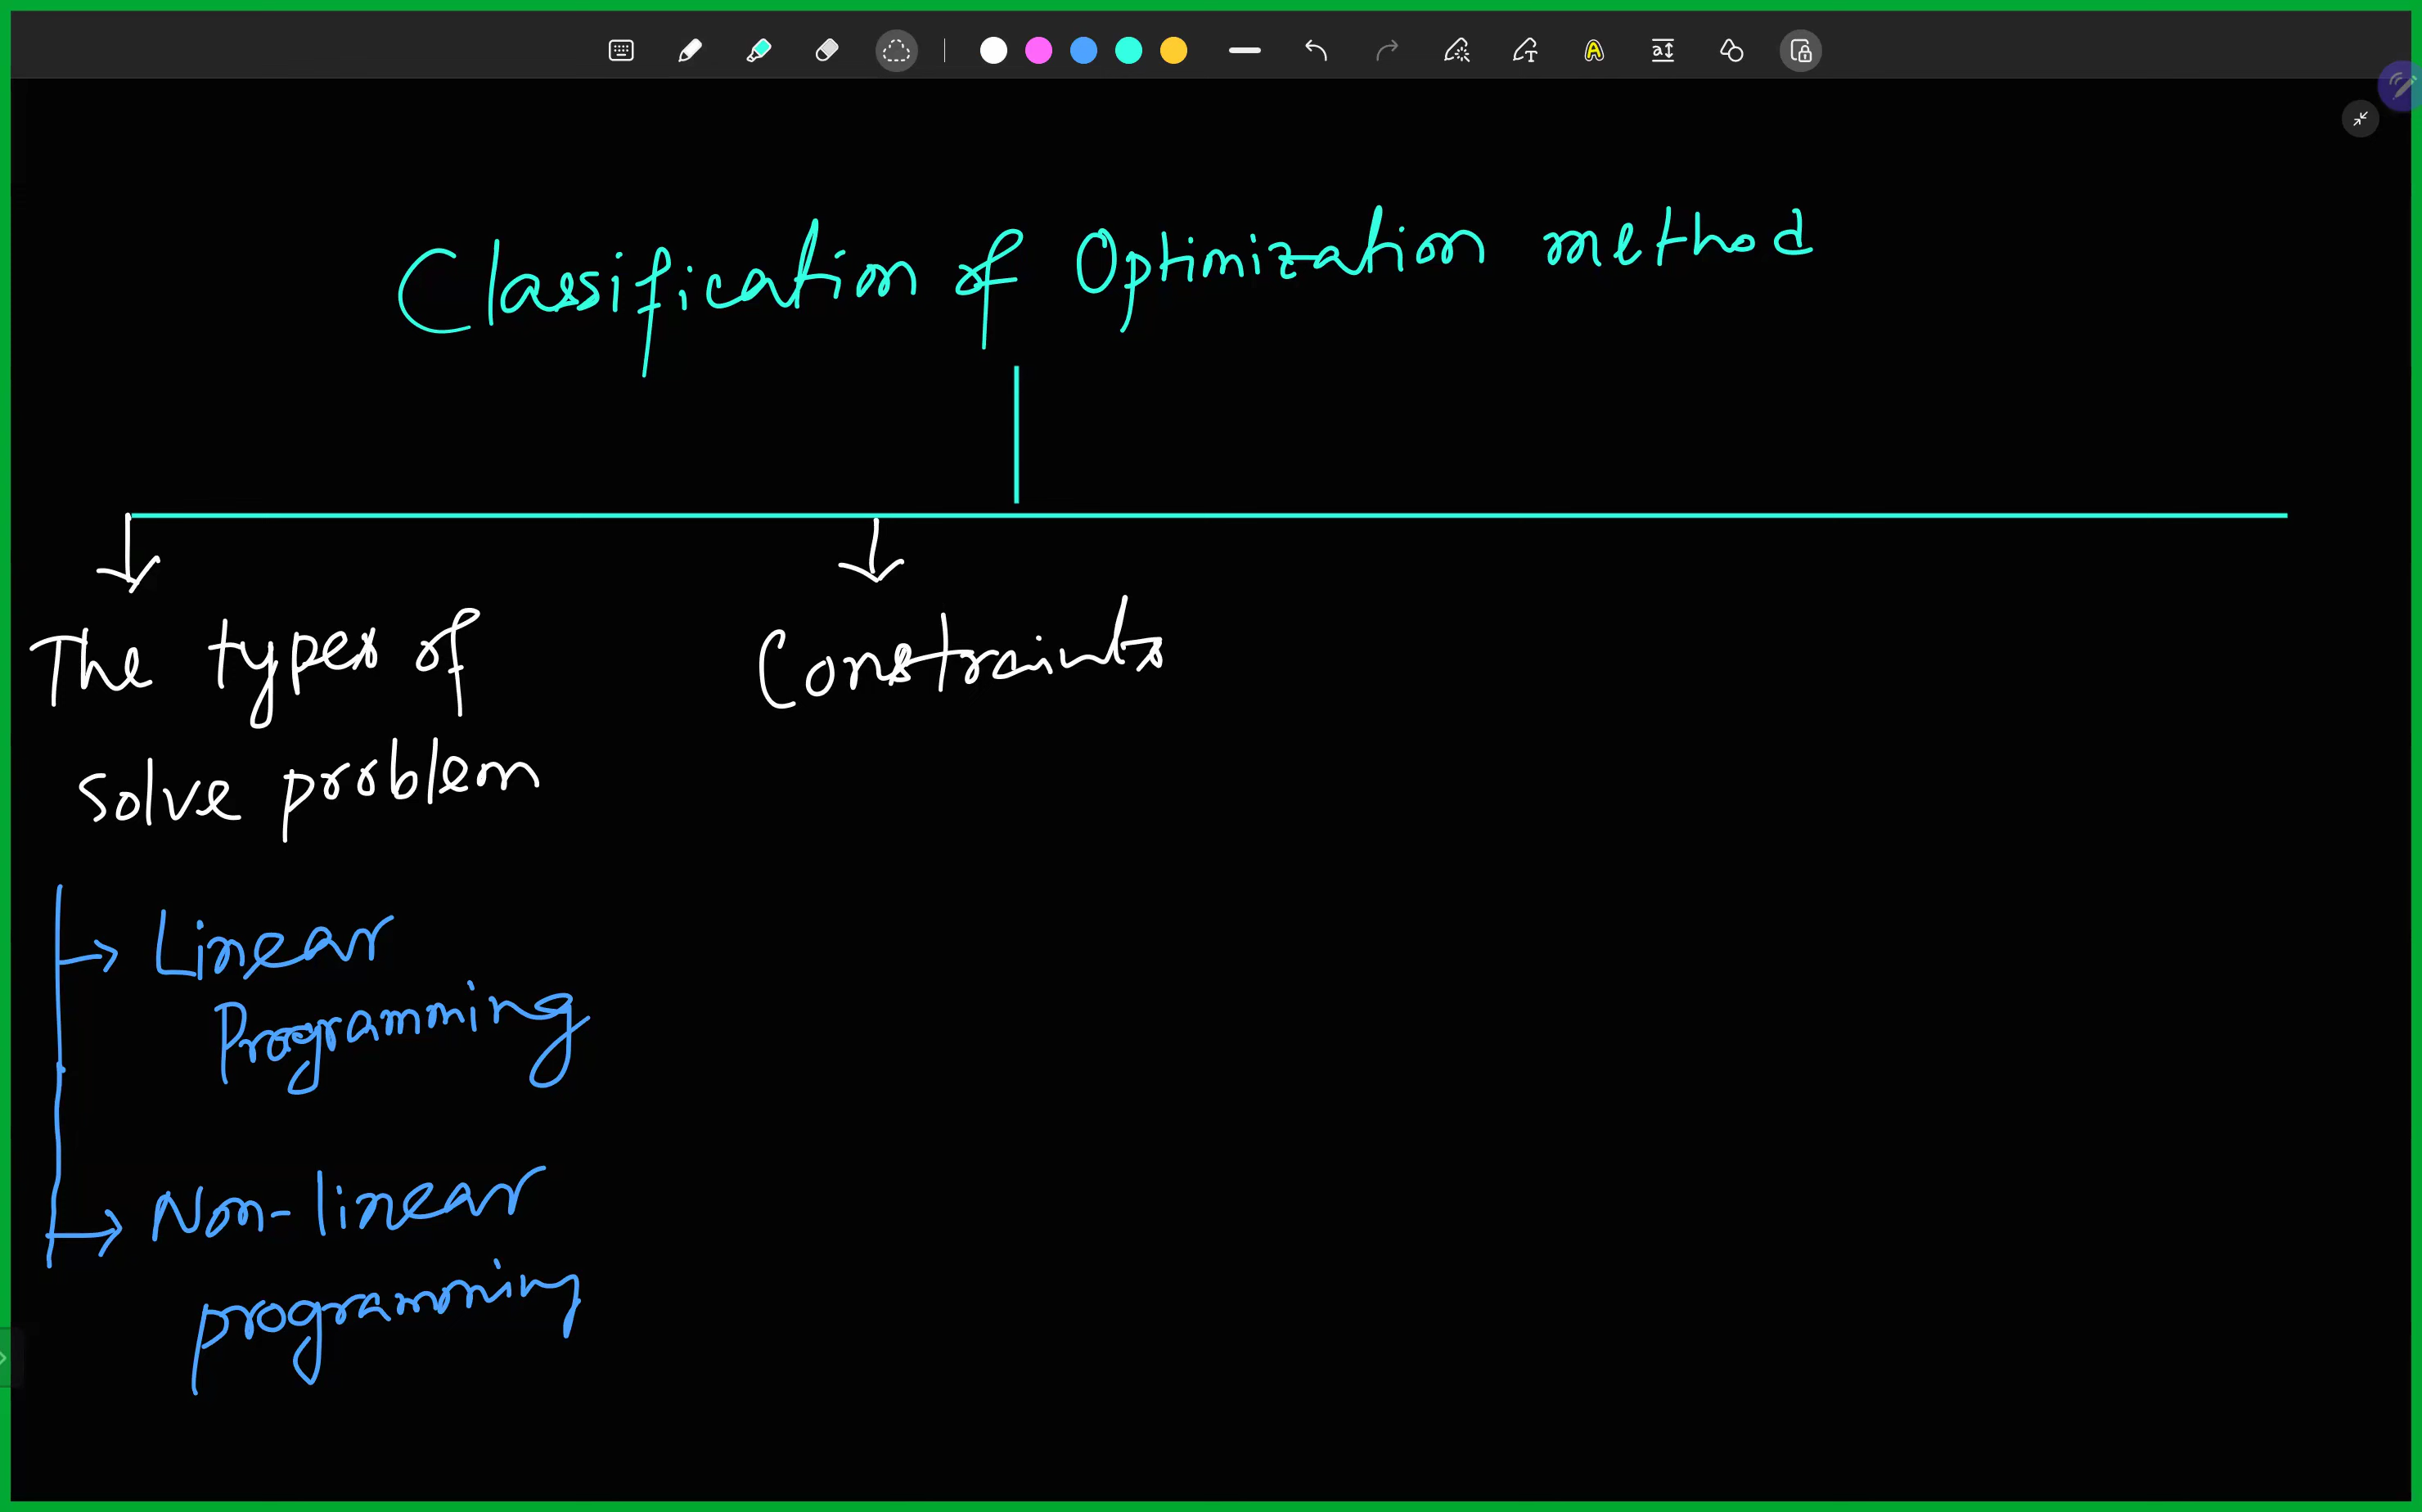 Classification of Optimization method
The types of
solve problem
Constraints
Linear
Programming
Non-linear
programming